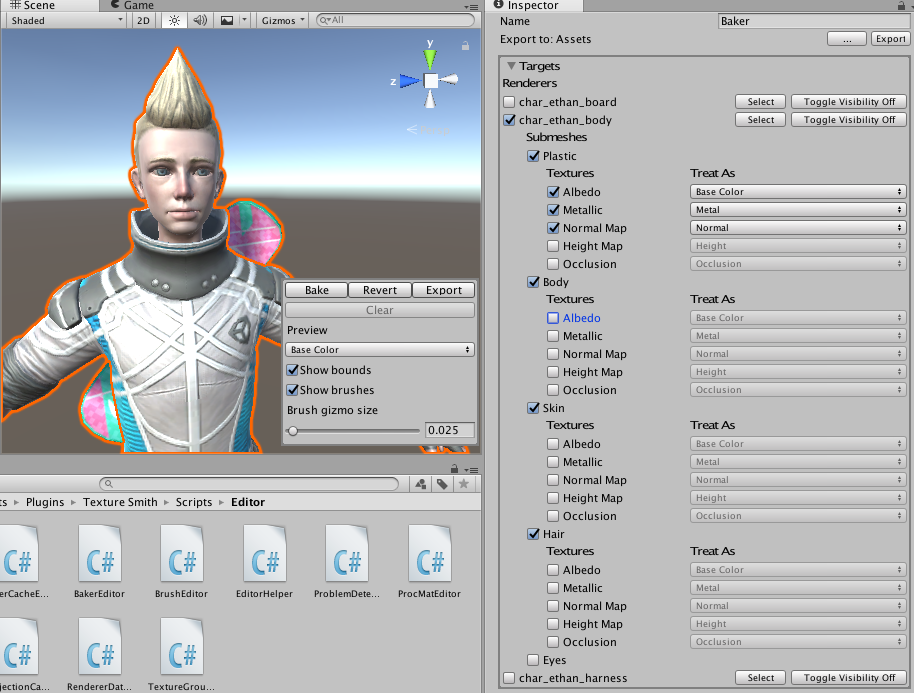 Scene
Game
Shaded
2D
Gizmos
All
y
z
Bake
Revert
Export
Clear
Preview
Base Color
Show bounds
Show brushes
Brush gizmo size
0.025
ts
Plugins
Texture Smith
Scripts
Editor
erCacheE...
BakerEditor
BrushEditor
EditorHelper
ProblemDete...
ProcMatEditor
C#
C#
C#
C#
C#
C#
jectionCa...
RendererDat...
TextureGrou...
C#
C#
C#
Inspector
Name
Baker
Export to: Assets
...
Export
Targets
Renderers
char_ethan_board
Select
Toggle Visibility Off
char_ethan_body
Select
Toggle Visibility Off
Submeshes
Plastic
Textures
Treat As
Albedo
Base Color
Metallic
Metal
Normal Map
Normal
Height Map
Height
Occlusion
Occlusion
Body
Textures
Treat As
Albedo
Base Color
Metallic
Metal
Normal Map
Normal
Height Map
Height
Occlusion
Occlusion
Skin
Textures
Treat As
Albedo
Base Color
Metallic
Metal
Normal Map
Normal
Height Map
Height
Occlusion
Occlusion
Hair
Textures
Treat As
Albedo
Base Color
Metallic
Metal
Normal Map
Normal
Height Map
Height
Occlusion
Occlusion
Eyes
char_ethan_harness
Select
Toggle Visibility Off